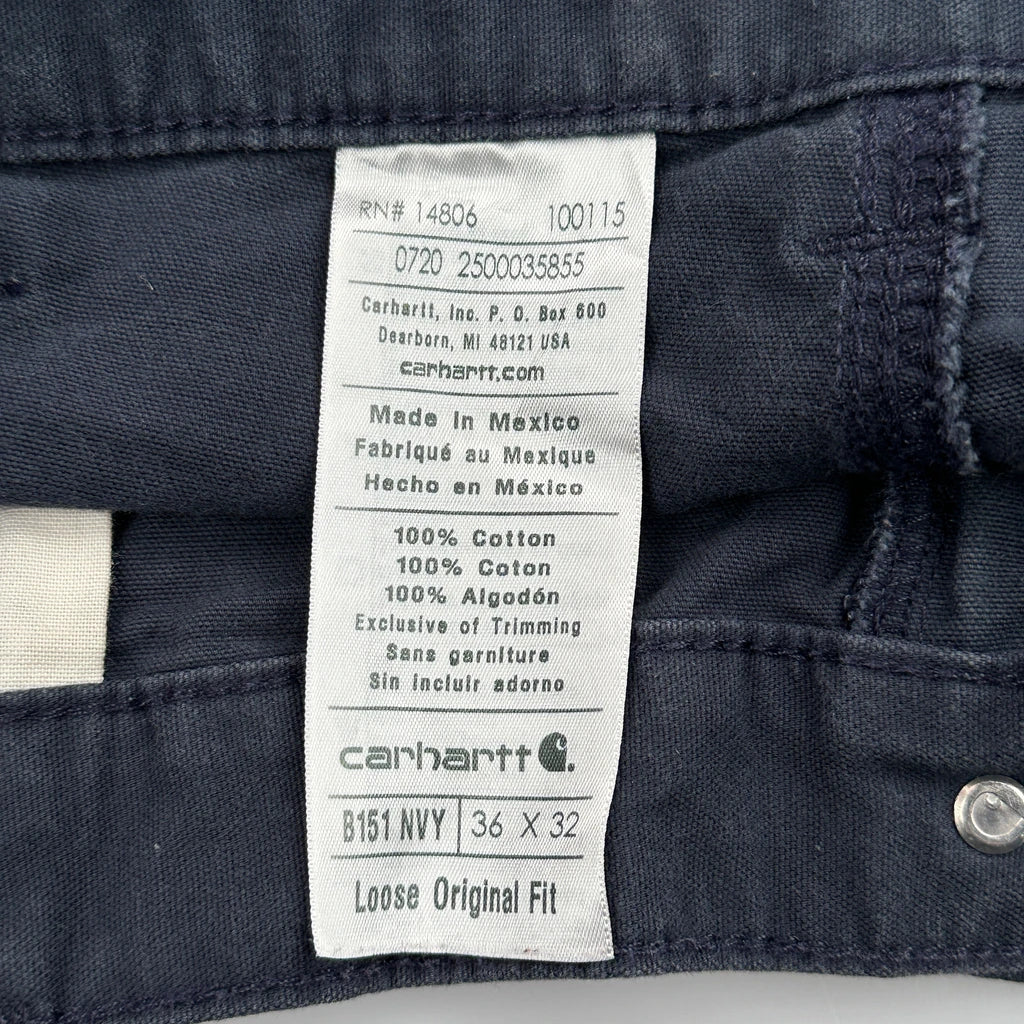 RN# 14806 100115
0720 2500035855
Carhartt, Inc. P. O. Box 600
Dearborn, MI 48121 USA
carhartt.com
Made in Mexico
Fabriqué au Mexique
Hecho en México
100% Cotton
100% Coton
100% Algodón
Exclusive of Trimming
Sans garniture
Sin incluir adorno
carhartt
B151 NVY 36 X 32
Loose Original Fit